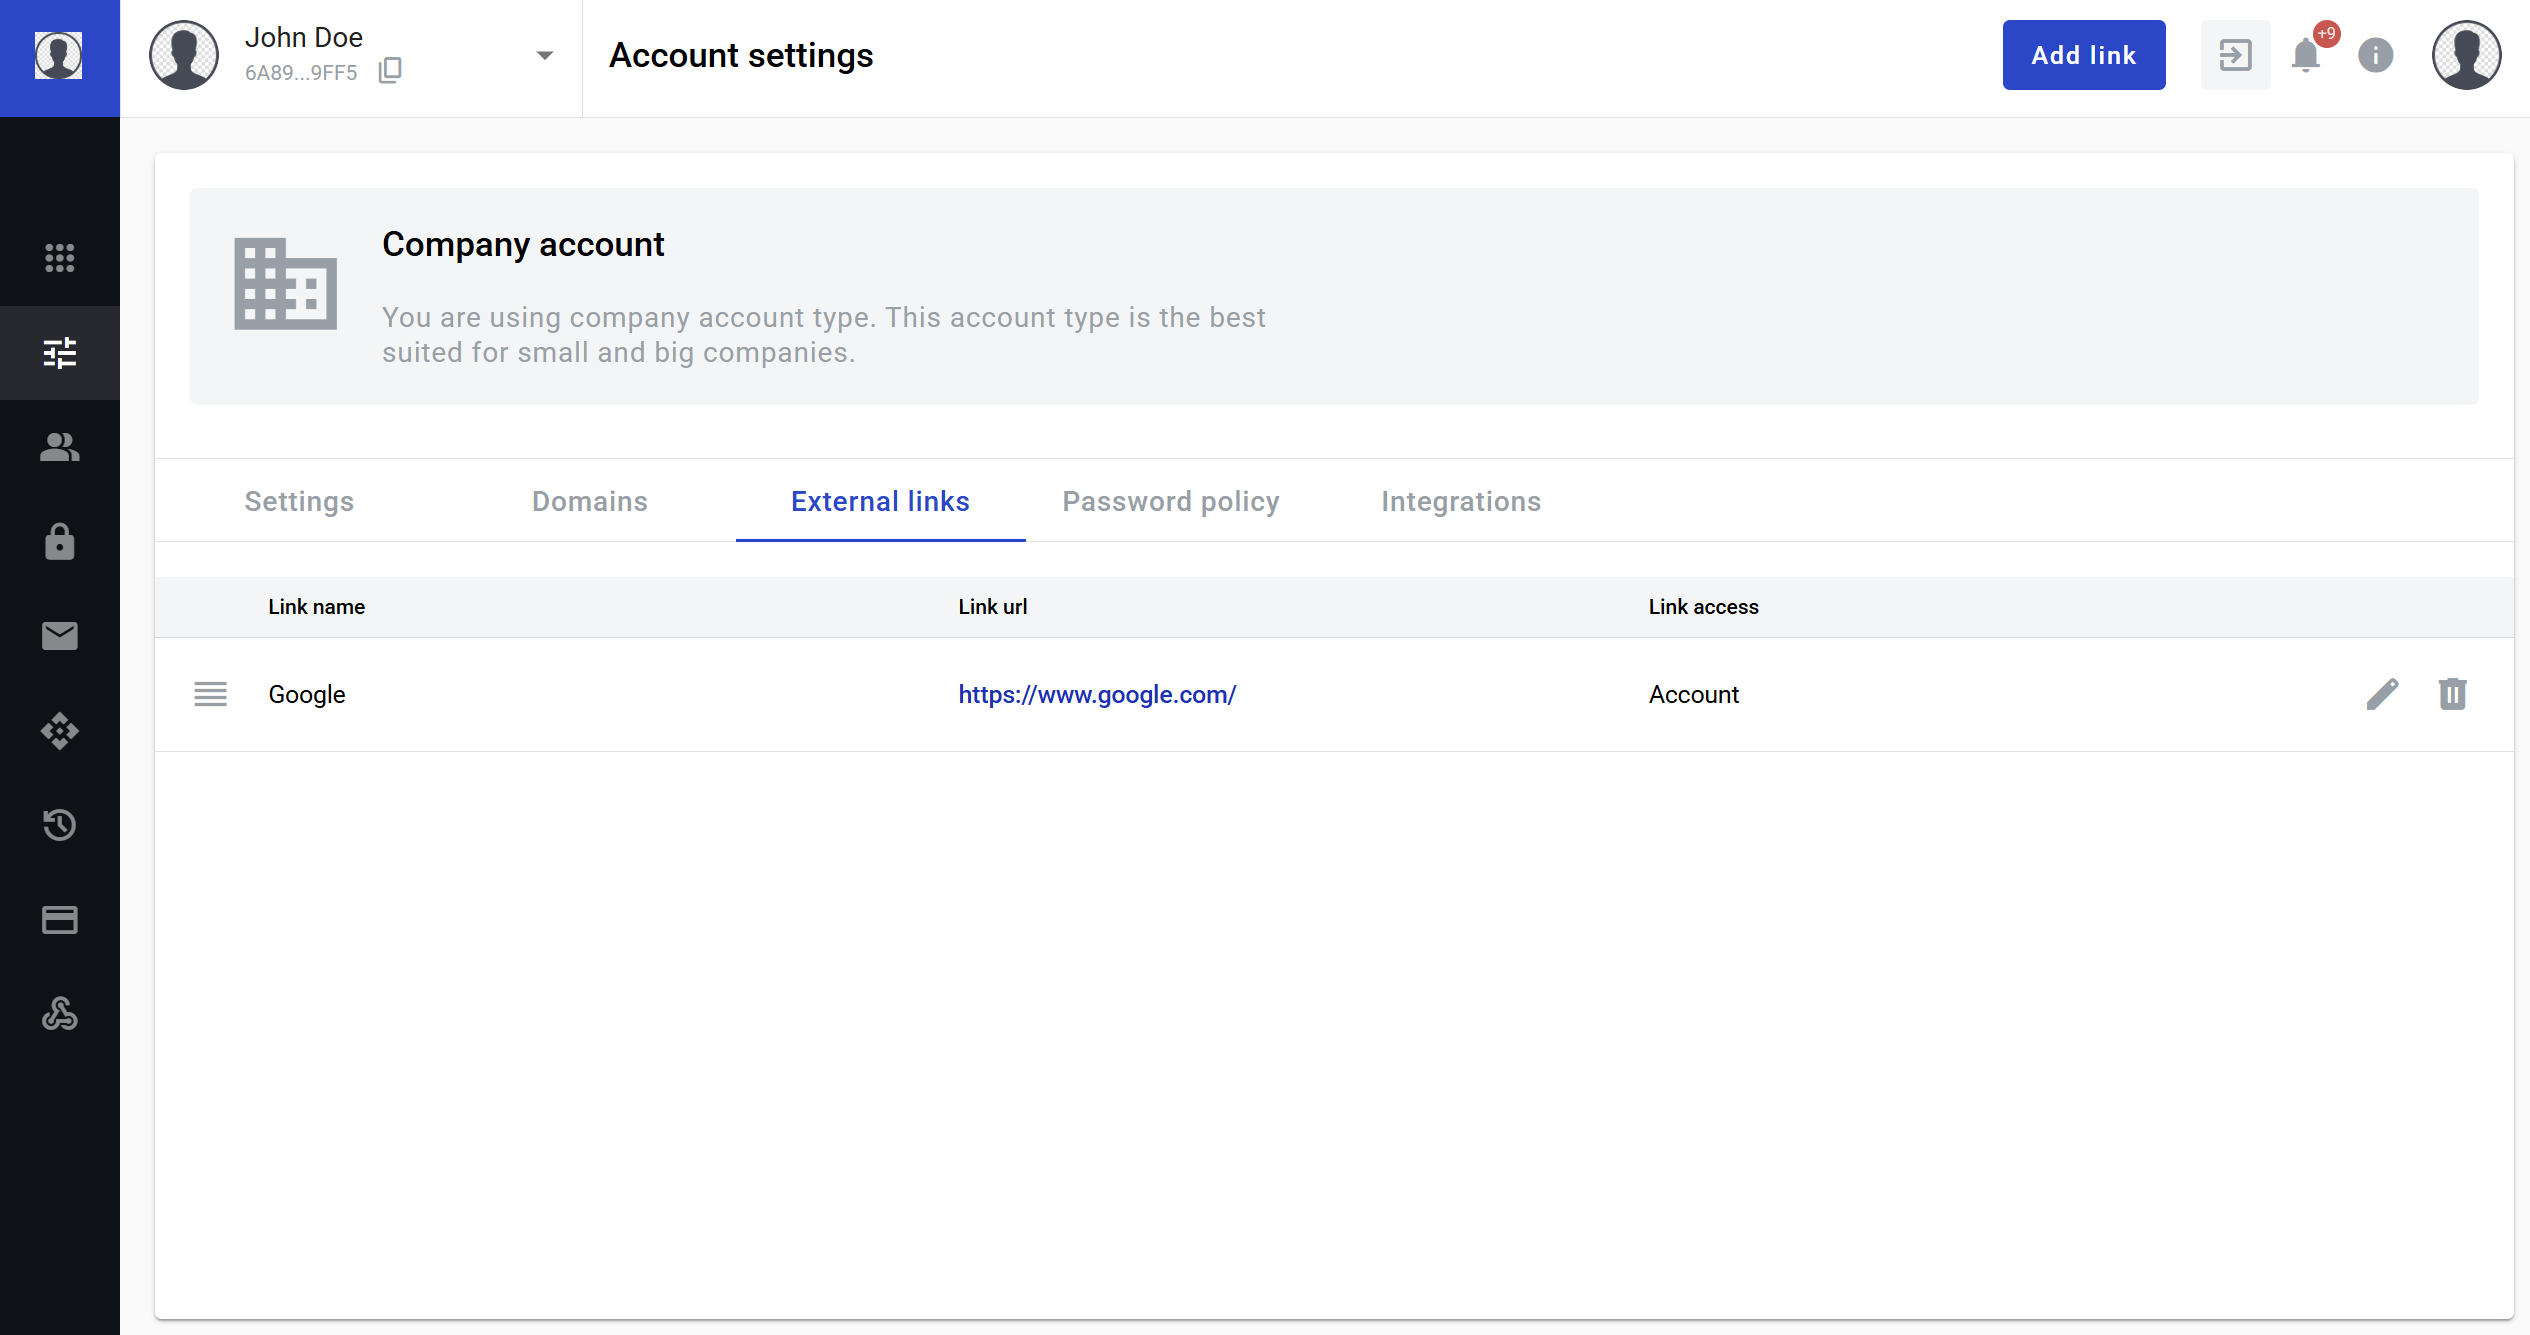 John Doe
6A89...9FF5
Account settings
Add link
+9
Company account
You are using company account type. This account type is the best
suited for small and big companies.
Settings Domains External links Password policy Integrations
Link name Link url Link access
Google https://www.google.com/ Account